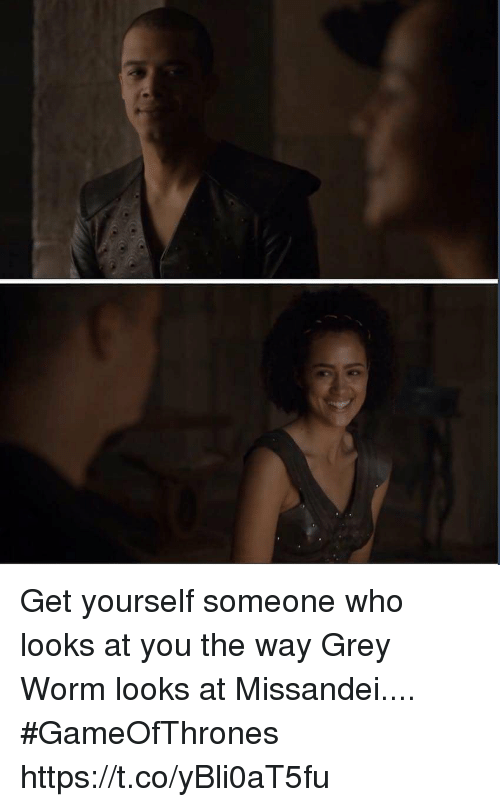 Get yourself someone who
looks at you the way Grey
Worm looks at Missandei....
#GameOfThrones
https://t.co/yBli0aT5fu